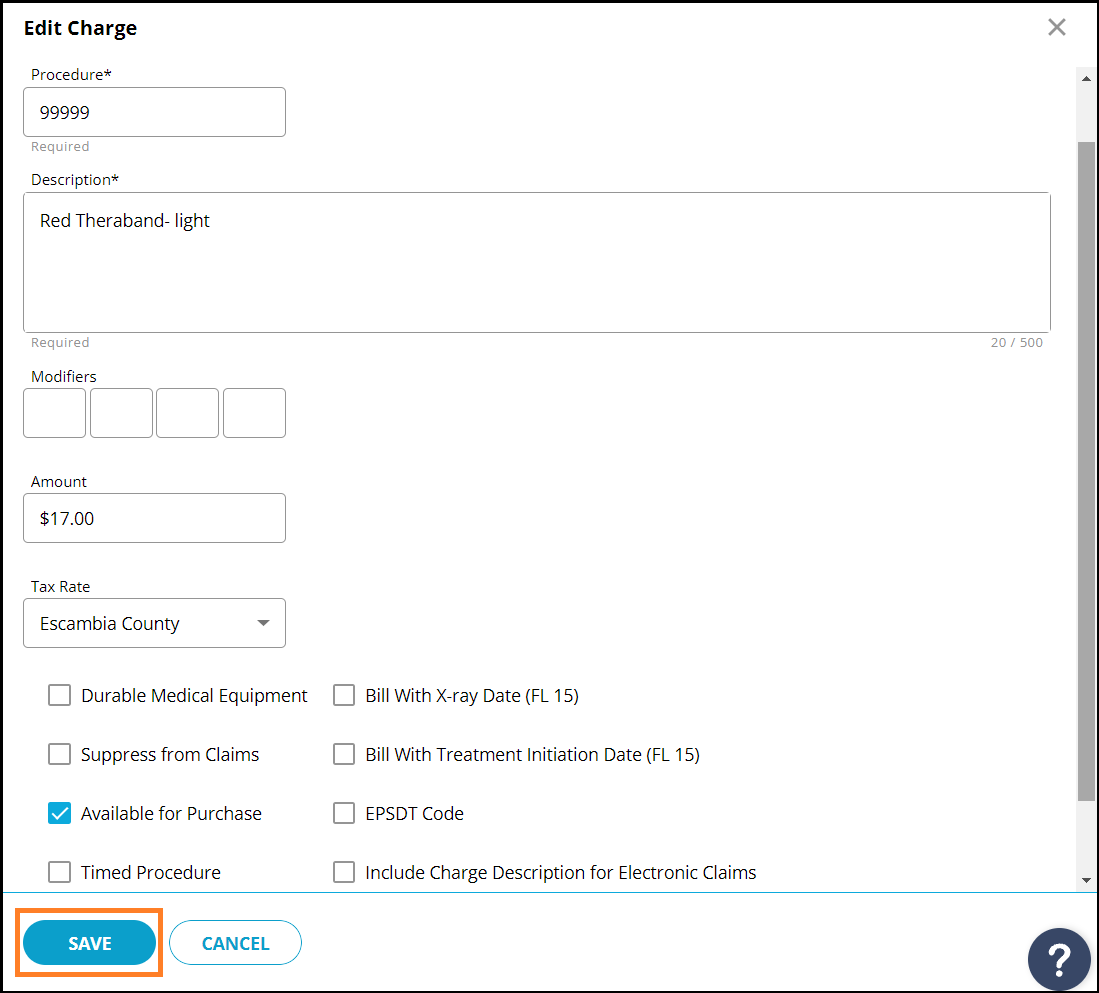 Edit Charge
Procedure*
99999
Required
Description*
Red Theraband- light
Required 20 / 500
Modifiers
Amount
$17.00
Tax Rate
Escambia County
Durable Medical Equipment Bill With X-ray Date (FL 15)
Suppress from Claims Bill With Treatment Initiation Date (FL 15)
Available for Purchase EPSDT Code
Timed Procedure Include Charge Description for Electronic Claims
SAVE CANCEL ?